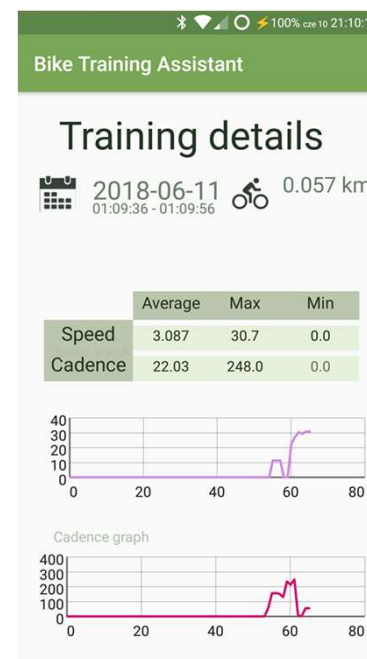 100% cze 10 21:10:
Bike Training Assistant
Training details
2018-06-11
01:09:36 - 01:09:56
0.057 km
Average Max Min
Speed 3.087 30.7 0.0
Cadence 22.03 248.0 0.0
40
30
20
10
0
0 20 40 60 80
Cadence graph
400
300
200
100
0
0 20 40 60 80